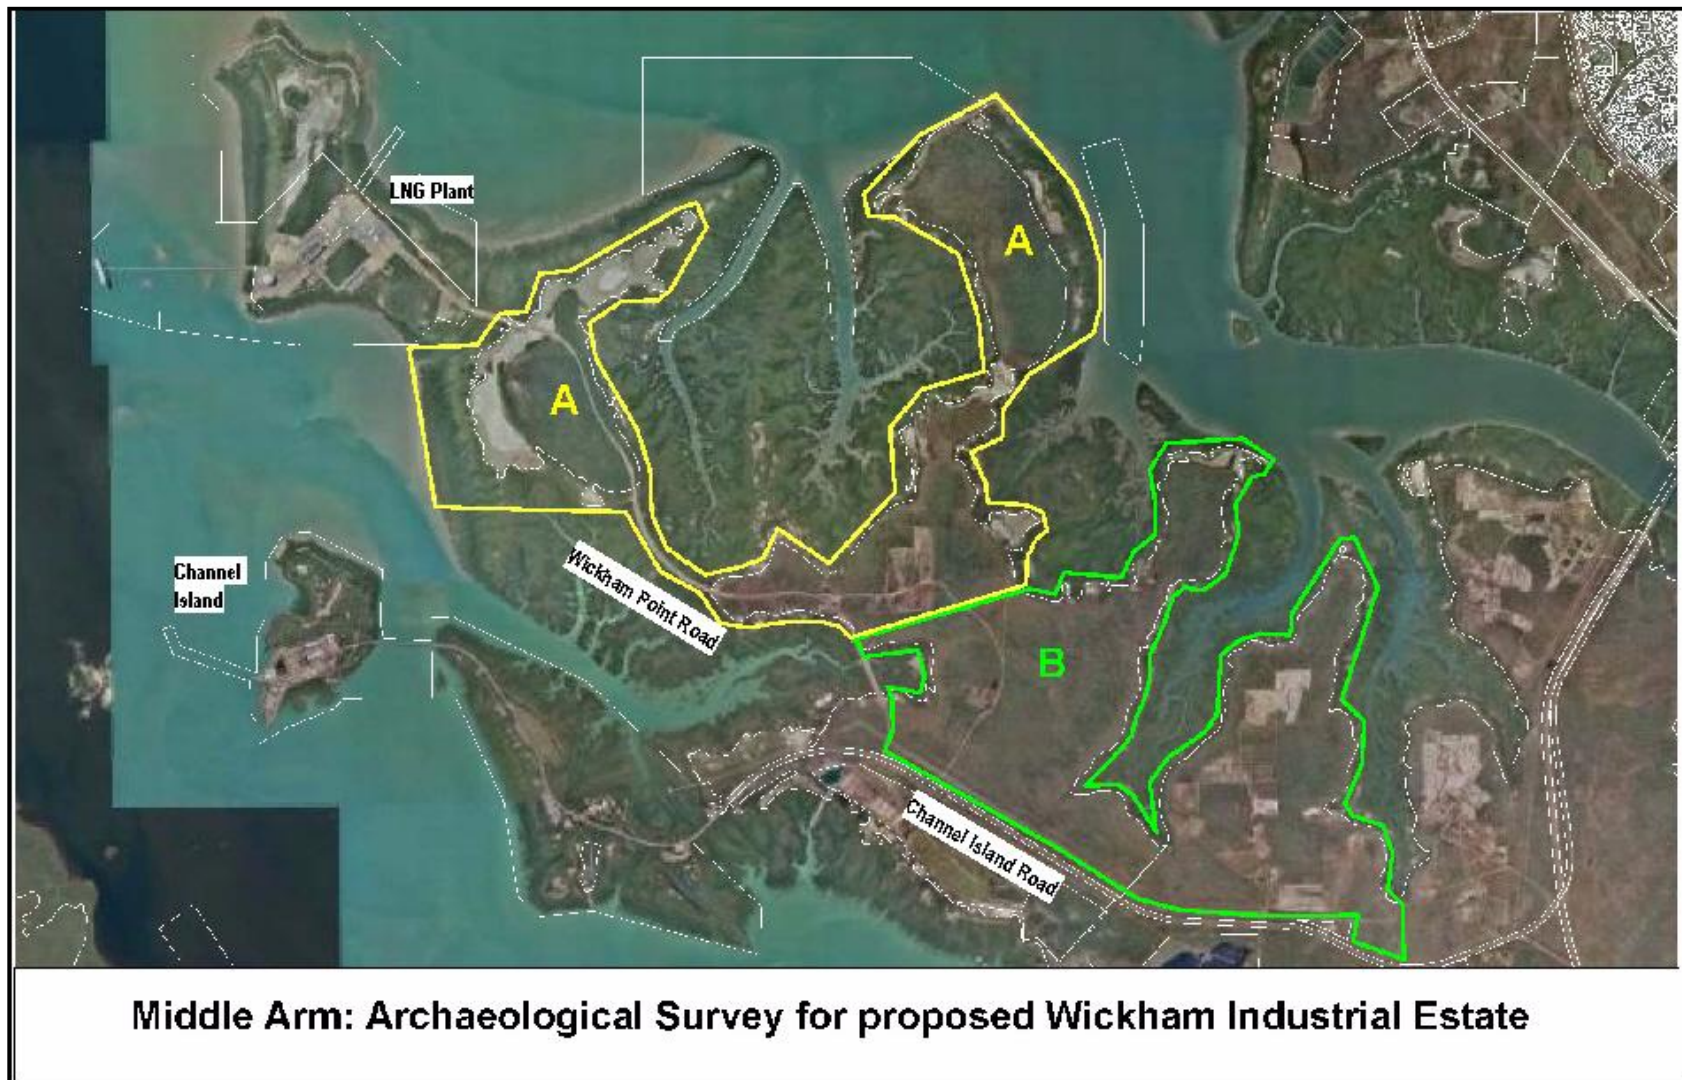 LNG Plant
A
A
Channel
Island
Wickham Point Road
B
Channel Island Road
Middle Arm: Archaeological Survey for proposed Wickham Industrial Estate